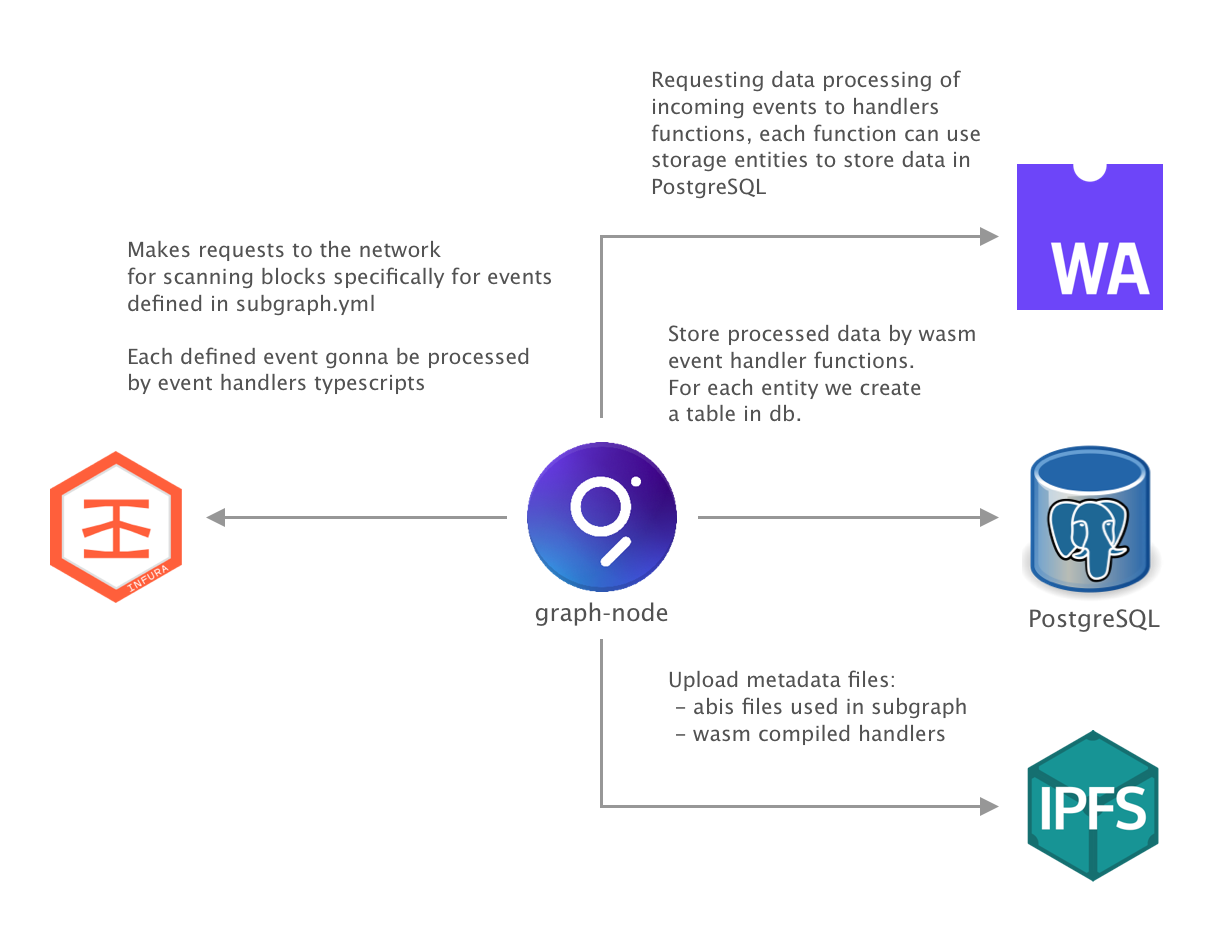 Requesting data processing of
incoming events to handlers
functions, each function can use
storage entities to store data in
PostgreSQL
WA
Makes requests to the network
for scanning blocks specifically for events
defined in subgraph.yml
Each defined event gonna be processed
by event handlers typescripts
Store processed data by wasm
event handler functions.
For each entity we create
a table in db.
INFURA
graph-node
PostgreSQL
Upload metadata files:
– abis files used in subgraph
– wasm compiled handlers
IPFS